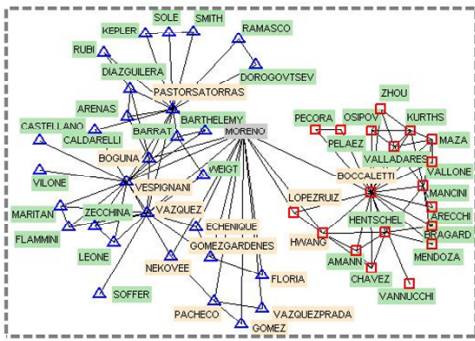 SOLE
KEPLER
SMITH
RAMASCO
RUBI
DIAZGUILERA
DOROGOVTSEV
PASTORSATORRAS
ZHOU
ARENAS
BARTHELEMY
PECORA
OSIPOV
KURTHS
CASTELLANO
CALDARELLI
BARRAT
MORENO
PELAEZ
MAZA
VALLADARES
BOGUNA
VALLONE
VILONE
VESPIGNANI
WEIGT
BOCCALETTI
MANCINI
MARITAN
ZECCHINA
VAZQUEZ
LOPEZRUIZ
ARECCHI
ECHENIQUE
HENTSCHEL
BRAGARD
FLAMMINI
GOMEZGARDENES
HWANG
MENDOZA
LEONE
NEKOVEE
AMANN
FLORIA
CHAVEZ
VANNUCCHI
SOFFER
PACHECO
VAZQUEZPRADA
GOMEZ